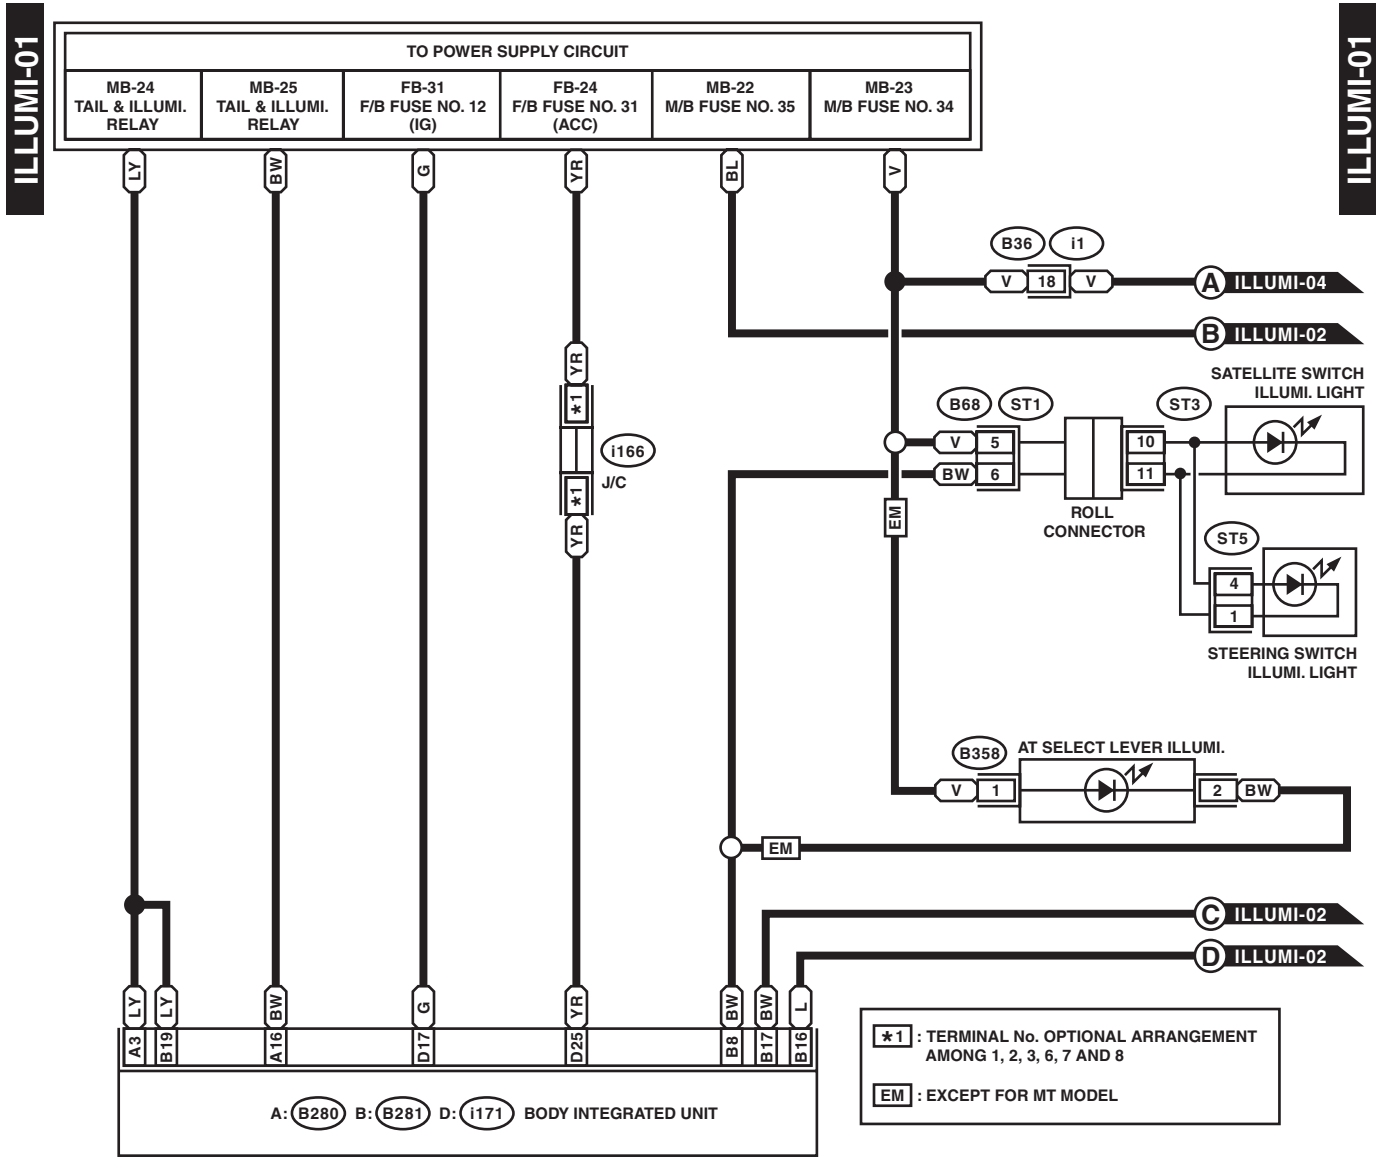 ILLUMI-01
ILLUMI-01
TO POWER SUPPLY CIRCUIT
MB-24
TAIL & ILLUMI.
RELAY
MB-25
TAIL & ILLUMI.
RELAY
FB-31
F/B FUSE NO. 12
(IG)
FB-24
F/B FUSE NO. 31
(ACC)
MB-22
M/B FUSE NO. 35
MB-23
M/B FUSE NO. 34
LY
BW
G
YR
BL
V
B36
i1
V
18
V
A
ILLUMI-04
B
ILLUMI-02
YR
*1
i166
J/C
*1
YR
SATELLITE SWITCH
ILLUMI. LIGHT
B68
ST1
ST3
V
5
10
BW
6
11
ROLL
CONNECTOR
EM
ST5
4
1
STEERING SWITCH
ILLUMI. LIGHT
B358
AT SELECT LEVER ILLUMI.
V
1
2
BW
EM
C
ILLUMI-02
D
ILLUMI-02
LY
LY
BW
G
YR
BW
BW
L
A3
B19
A16
D17
D25
B8
B17
B16
A: B280 B: B281 D: i171 BODY INTEGRATED UNIT
*1 : TERMINAL No. OPTIONAL ARRANGEMENT
AMONG 1, 2, 3, 6, 7 AND 8
EM : EXCEPT FOR MT MODEL